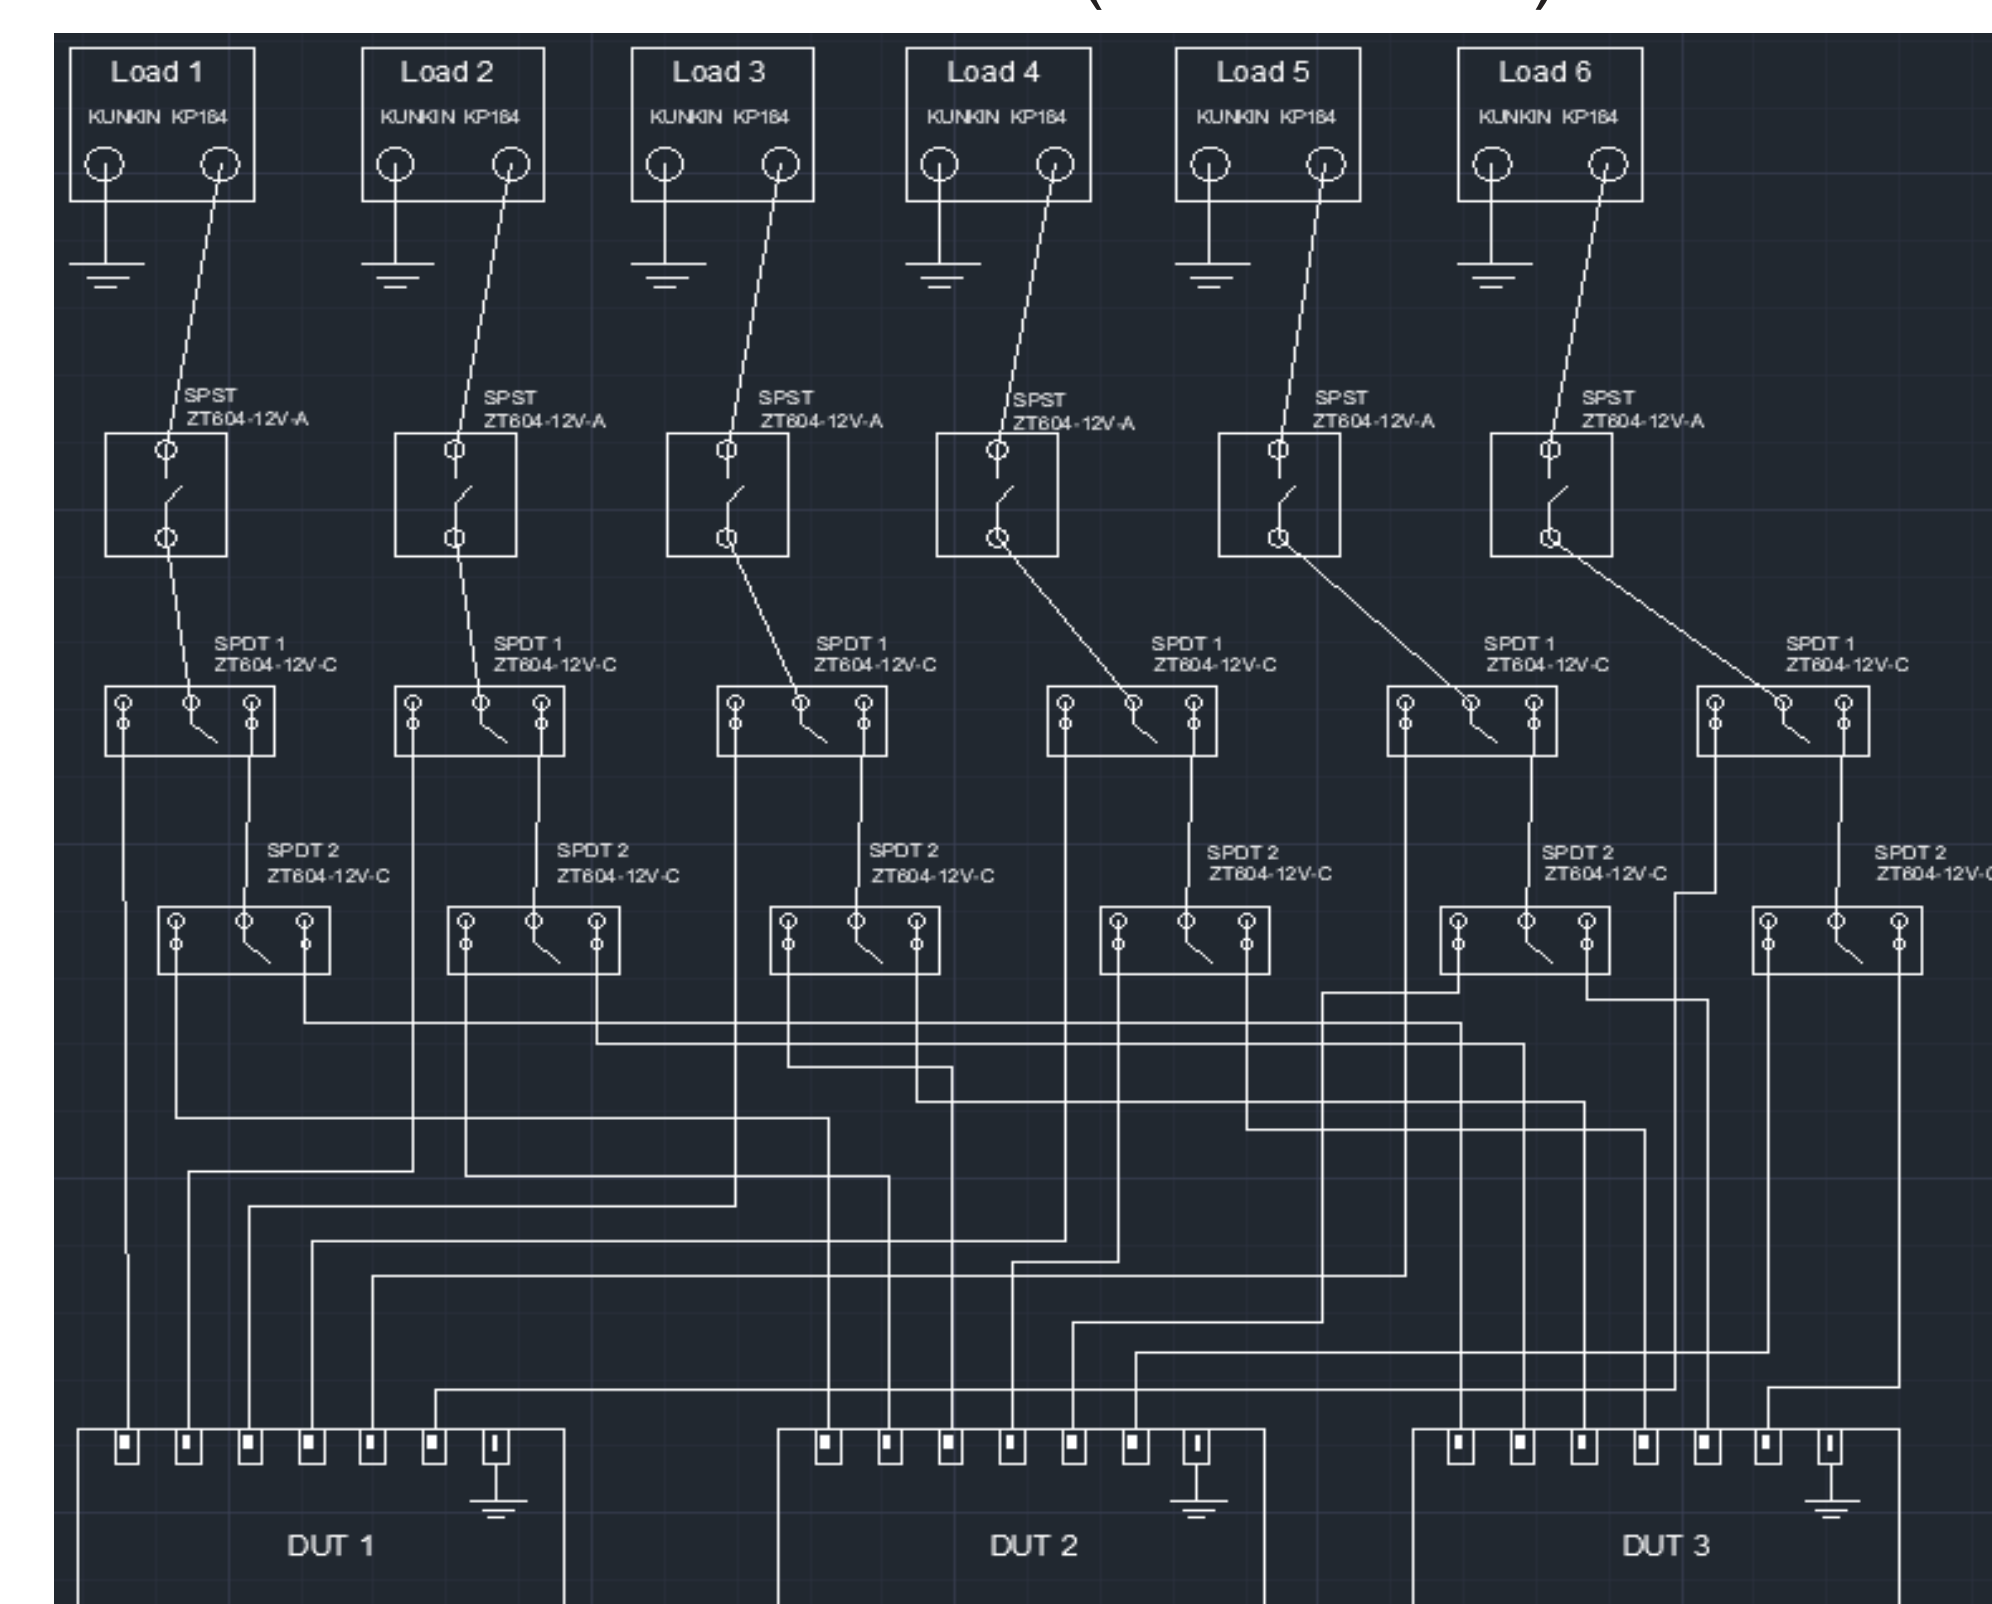 Load 1
KUNKIN KP184
Load 2
KUNKIN KP184
Load 3
KUNKIN KP184
Load 4
KUNKIN KP184
Load 5
KUNKIN KP184
Load 6
KUNKIN KP184
SPST
ZT604-12V-A
SPST
ZT604-12V-A
SPST
ZT604-12V-A
SPST
ZT604-12V-A
SPST
ZT604-12V-A
SPST
ZT604-12V-A
SPDT 1
ZT604-12V-C
SPDT 1
ZT604-12V-C
SPDT 1
ZT604-12V-C
SPDT 1
ZT604-12V-C
SPDT 1
ZT604-12V-C
SPDT 1
ZT604-12V-C
SPDT 2
ZT604-12V-C
SPDT 2
ZT604-12V-C
SPDT 2
ZT604-12V-C
SPDT 2
ZT604-12V-C
SPDT 2
ZT604-12V-C
SPDT 2
ZT604-12V-C
DUT 1
DUT 2
DUT 3